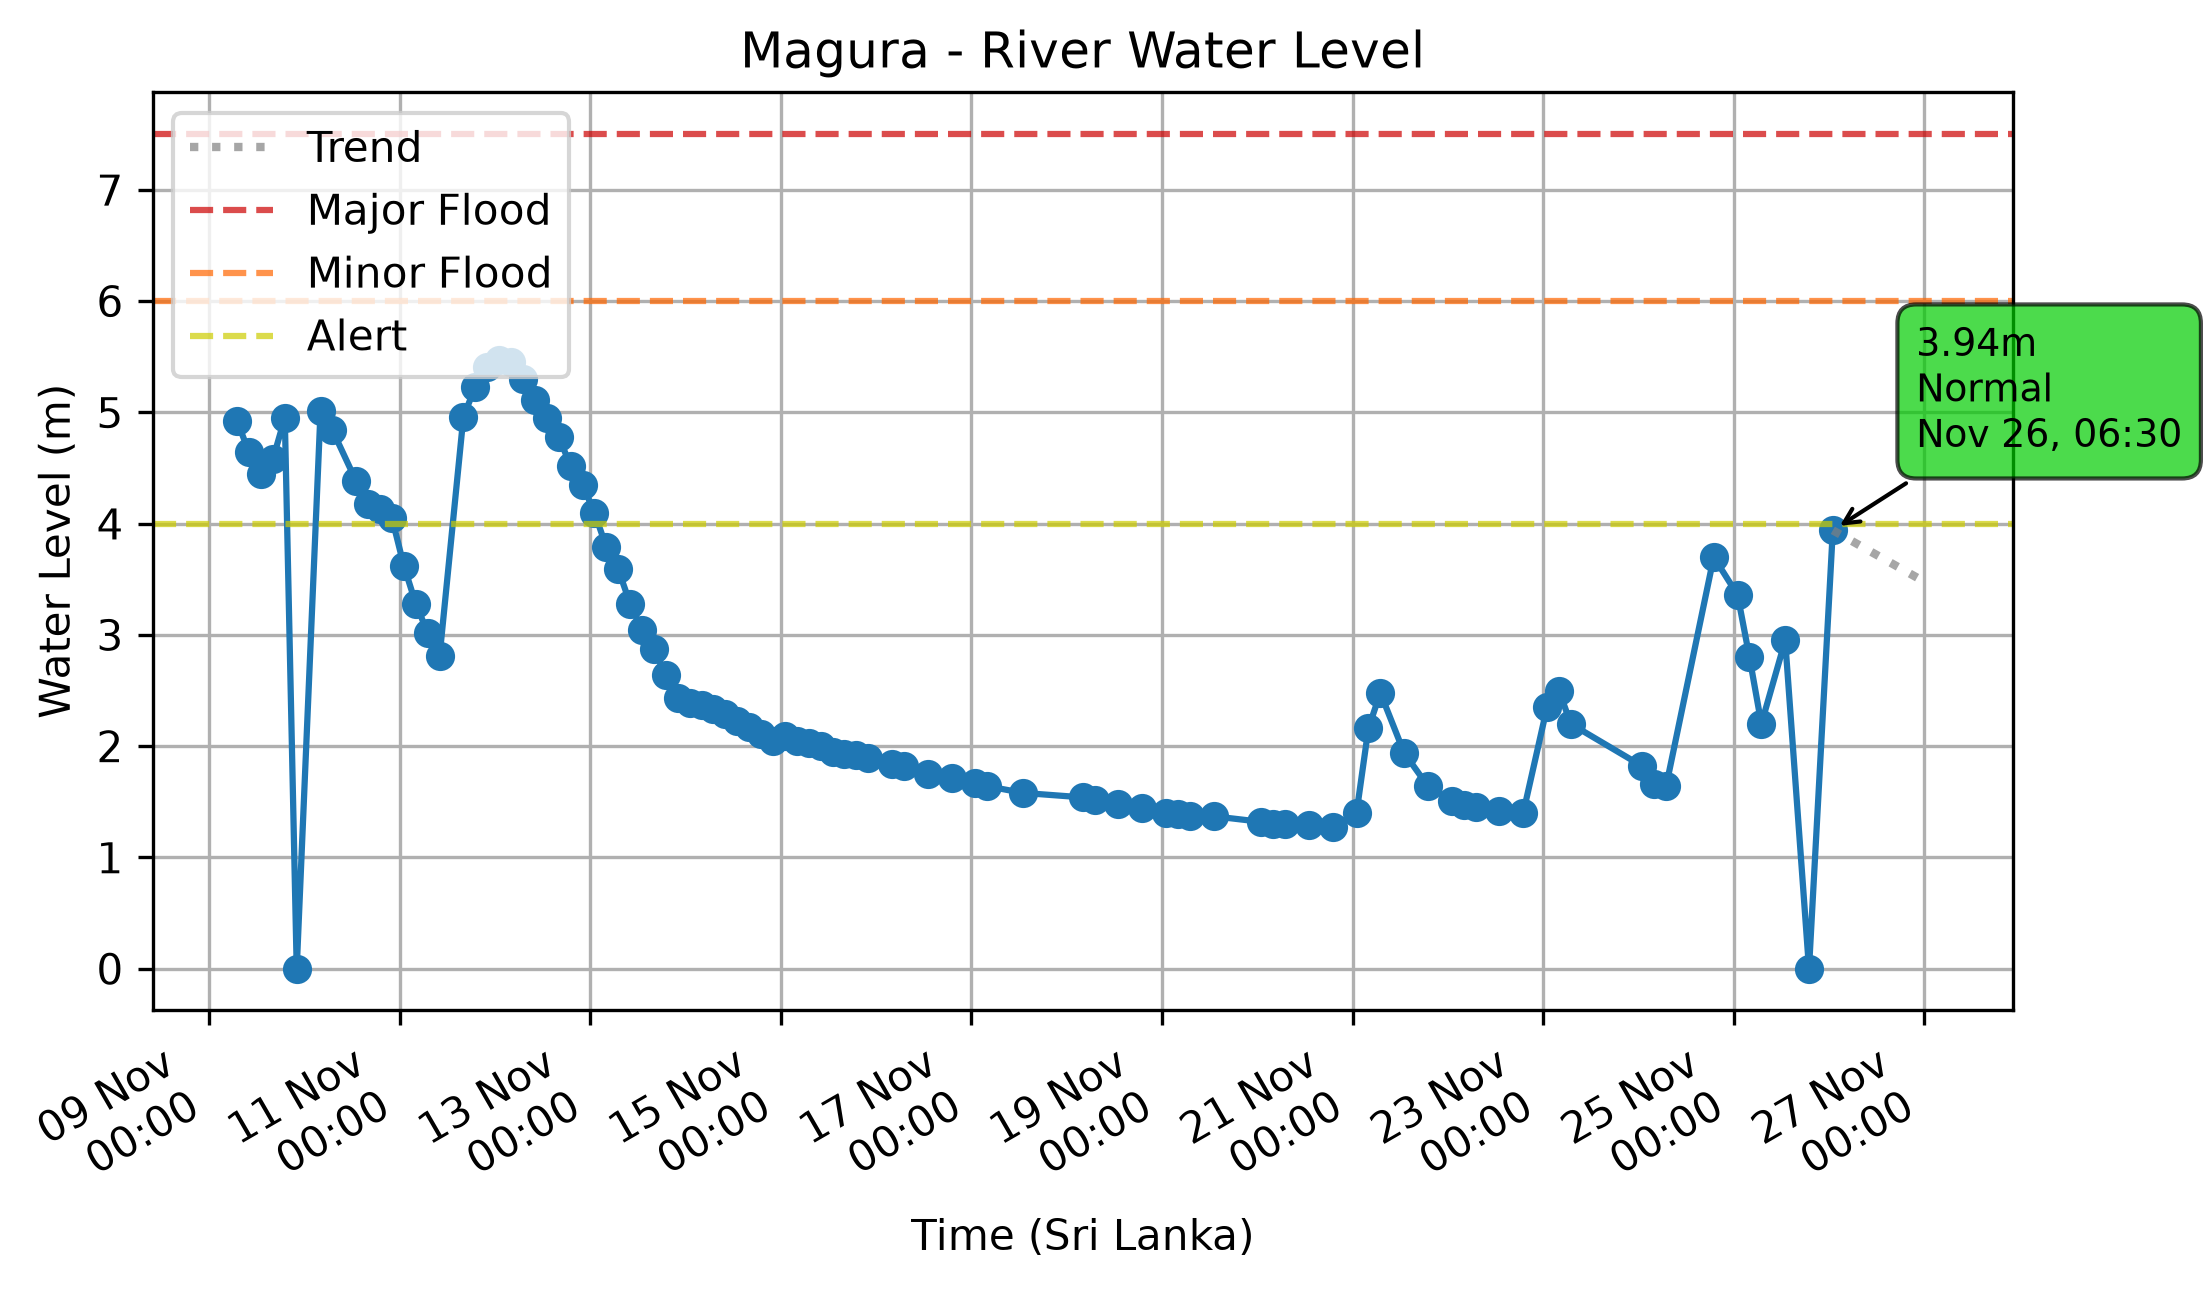 Magura - River Water Level
Trend
Major Flood
Minor Flood
Alert
3.94m
Normal
Nov 26, 06:30
Water Level (m)
7
6
5
4
3
2
1
0
09 Nov
00:00
11 Nov
00:00
13 Nov
00:00
15 Nov
00:00
17 Nov
00:00
19 Nov
00:00
21 Nov
00:00
23 Nov
00:00
25 Nov
00:00
27 Nov
00:00
Time (Sri Lanka)